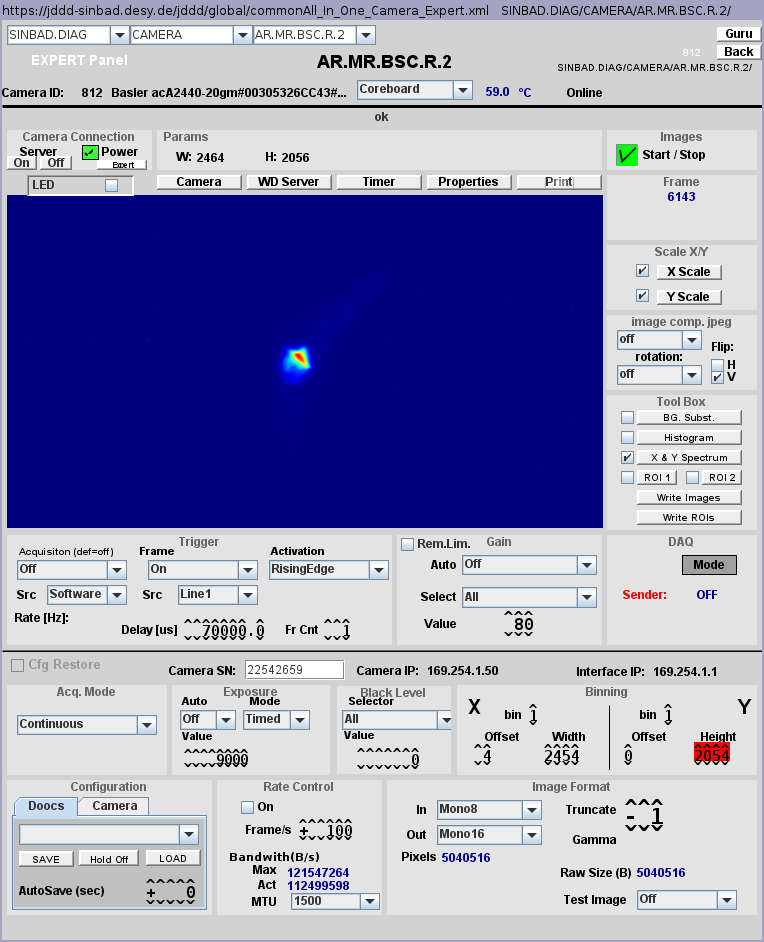 https://jddd-sinbad.desy.de/jddd/global/commonAll_In_One_Camera_Expert.xml SINBAD.DIAG/CAMERA/AR.MR.BSC.R.2/
SINBAD.DIAG CAMERA AR.MR.BSC.R.2 Guru
EXPERT Panel AR.MR.BSC.R.2 812 Back
SINBAD.DIAG/CAMERA/AR.MR.BSC.R.2/
Camera ID: 812 Basler acA2440-20gm#00305326CC43#... Coreboard 59.0 °C Online
ok
Camera Connection Params Images
Server Power W: 2464 H: 2056 Start / Stop
On Off Expert
LED Camera WD Server Timer Properties Print Frame
6143
Scale X/Y
X Scale
Y Scale
image comp. jpeg
off Flip:
rotation: H
off V
Tool Box
BG. Subst.
Histogram
X & Y Spectrum
ROI 1 ROI 2
Write Images
Write ROIs
Trigger Rem.Lim. Gain DAQ
Acquisiton (def=off) Frame Activation
Off On RisingEdge Auto Off Mode
Src Software Src Line1 Select All Sender: OFF
Rate [Hz]: Delay [us] 70000.0 Fr Cnt 1 Value 80
Cfg Restore Camera SN: 22542659 Camera IP: 169.254.1.50 Interface IP: 169.254.1.1
Acq. Mode Exposure Black Level Binning
Auto Mode Selector X bin 1 bin 1 Y
Continuous Off Timed All
Value Value Offset Width Offset Height
9000 0 4 2454 0 2054
Configuration Rate Control Image Format
Doocs Camera On In Mono8 Truncate - 1
Frame/s + 100 Out Mono16 Gamma
SAVE Hold Off LOAD Bandwith(B/s) Pixels 5040516
Max 121547264 Raw Size (B) 5040516
AutoSave (sec) + 0 Act 112499598
MTU 1500 Test Image Off